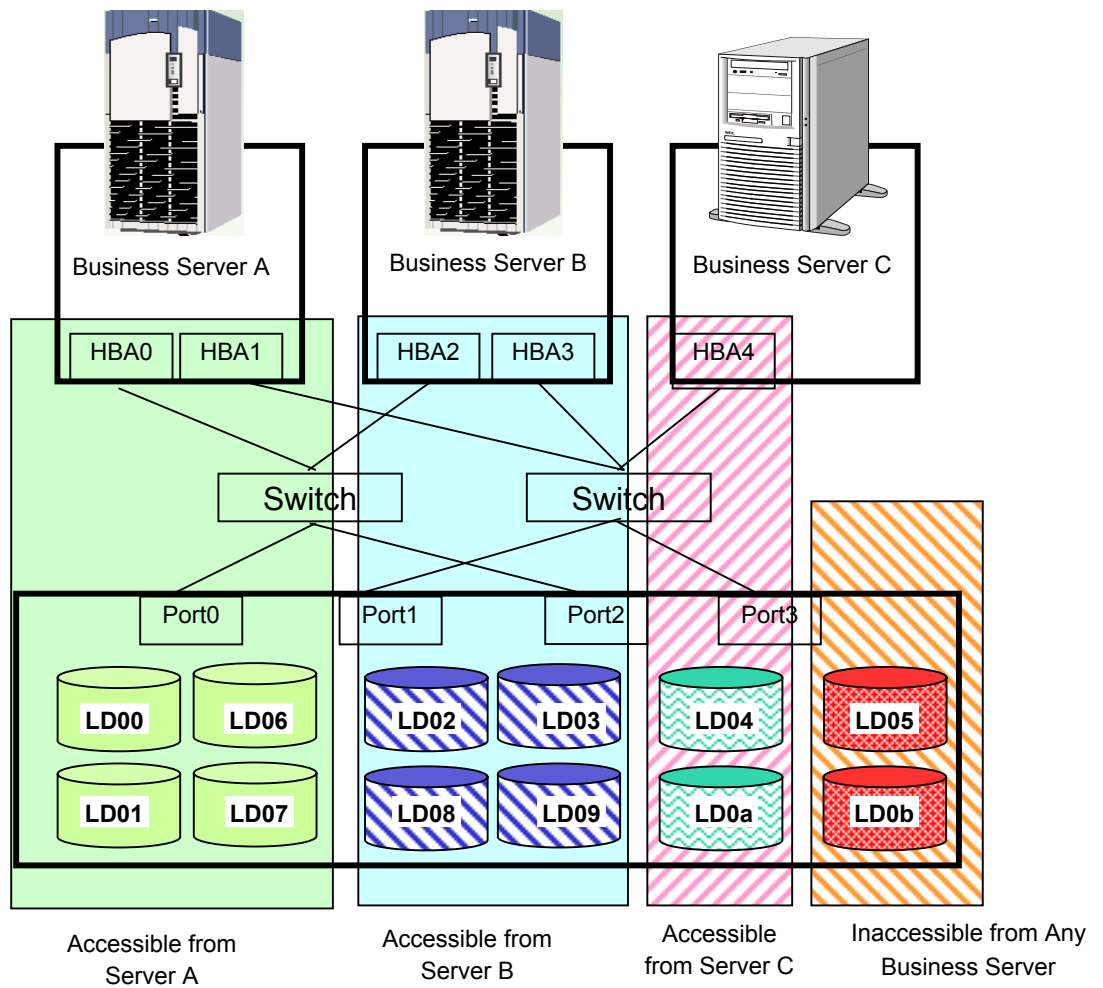 Business Server A
Business Server B
Business Server C
HBA0
HBA1
HBA2
HBA3
HBA4
Switch
Switch
Port0
Port1
Port2
Port3
LD00
LD06
LD02
LD03
LD04
LD05
LD01
LD07
LD08
LD09
LD0a
LD0b
Accessible from
Server A
Accessible from
Server B
Accessible
from Server C
Inaccessible from Any
Business Server